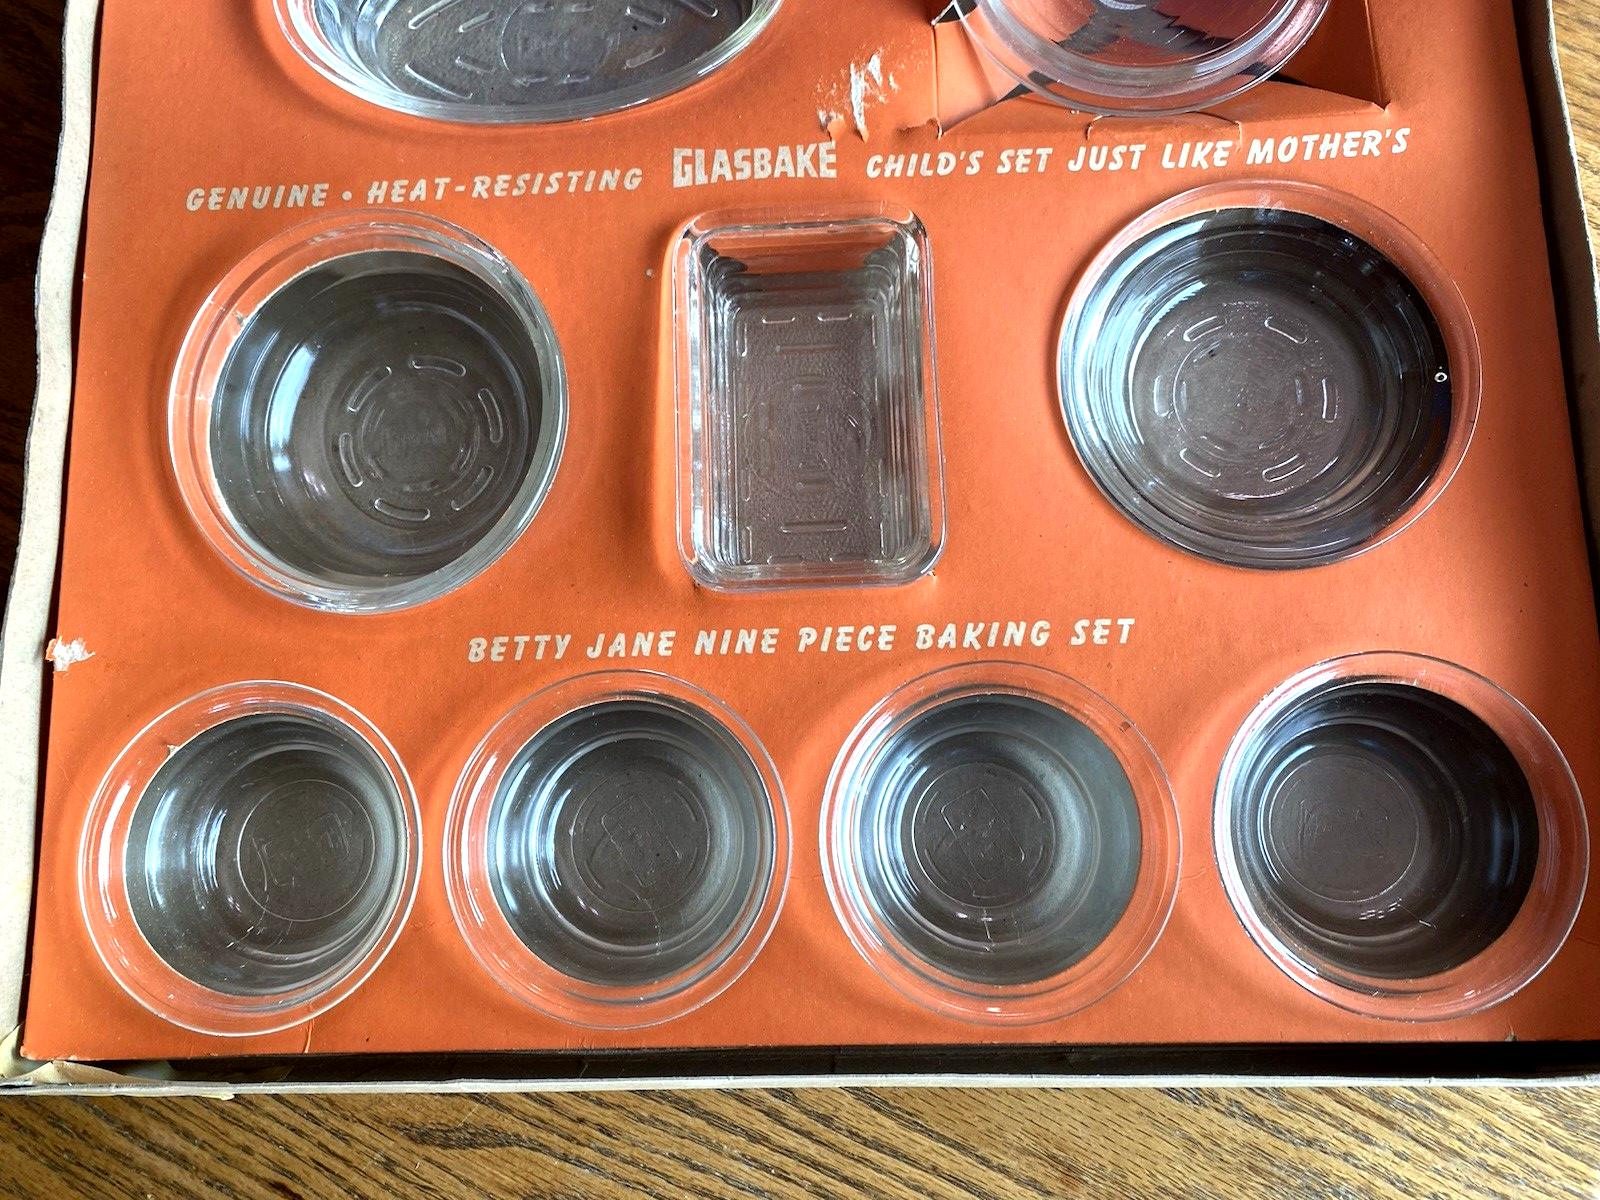 GENUINE • HEAT-RESISTING GLASBAKE CHILD'S SET JUST LIKE MOTHER'S
BETTY JANE NINE PIECE BAKING SET